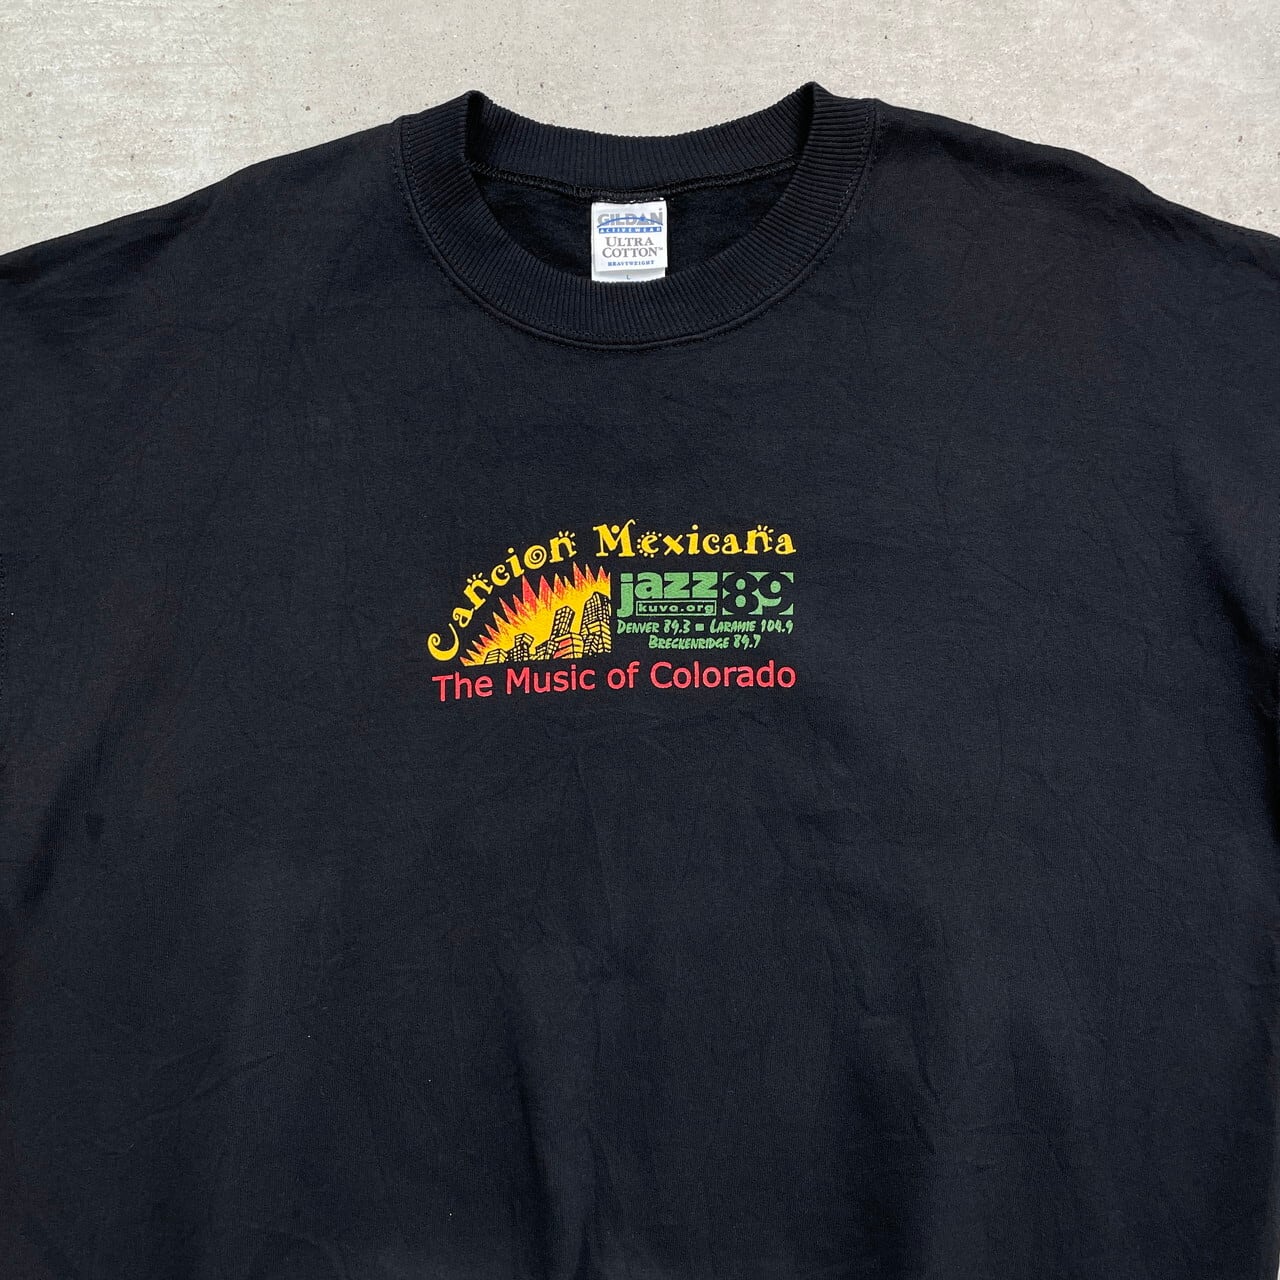 GILDAN
ACTIVEWEAR
ULTRA
COTTON™
HEAVYWEIGHT
L
Cancion Mexicana
jazz 89
kuvo.org
DENVER 89.3 LARAMIE 104.9
BRECKENRIDGE 89.7
The Music of Colorado